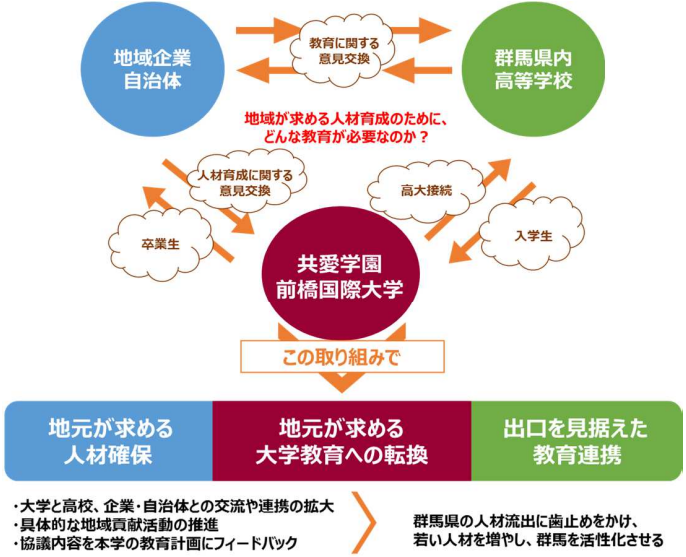 地域企業
自治体
教育に関する
意見交換
群馬県内
高等学校
地域が求める人材育成のために、
どんな教育が必要なのか?
人材育成に関する
意見交換
高大接続
卒業生
入学生
共愛学園
前橋国際大学
この取り組みで
地元が求める
人材確保
地元が求める
大学教育への転換
出口を見据えた
教育連携
・大学と高校、企業・自治体との交流や連携の拡大
・具体的な地域貢献活動の推進
・協議内容を本学の教育計画にフィードバック
群馬県の人材流出に歯止めをかけ、
若い人材を増やし、群馬を活性化させる